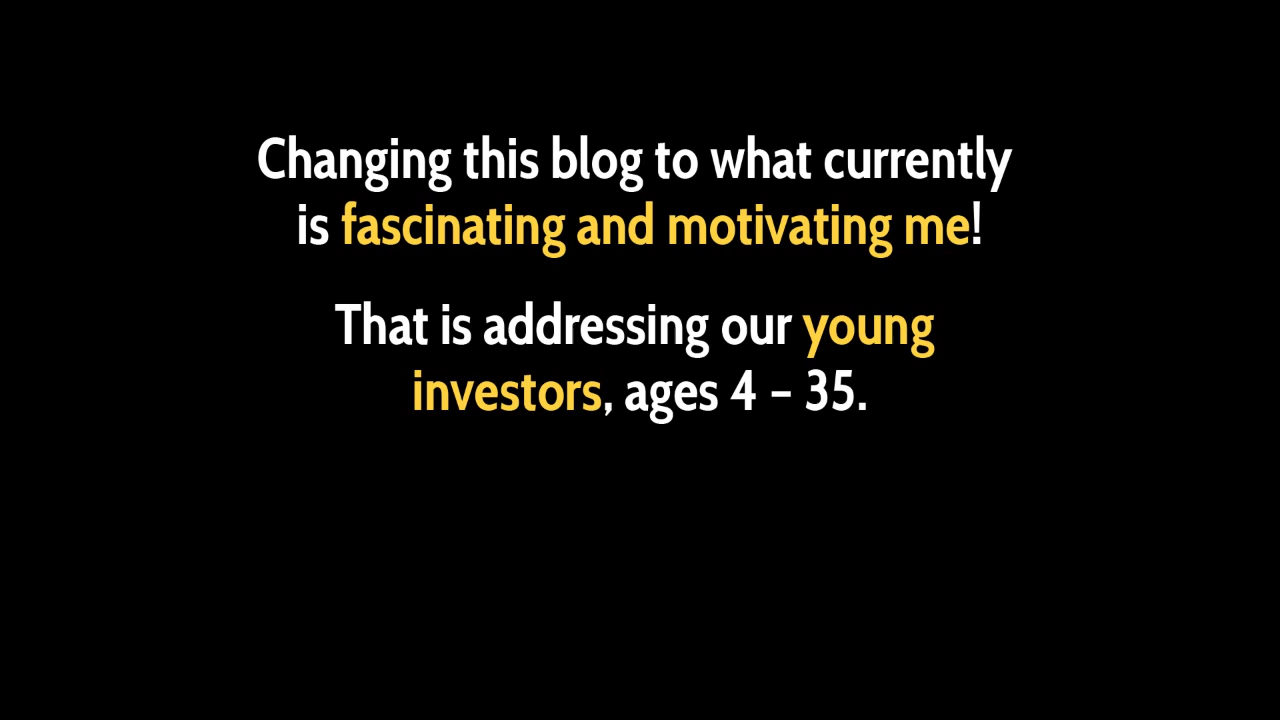 Changing this blog to what currently
is fascinating and motivating me!
That is addressing our young
investors, ages 4 – 35.